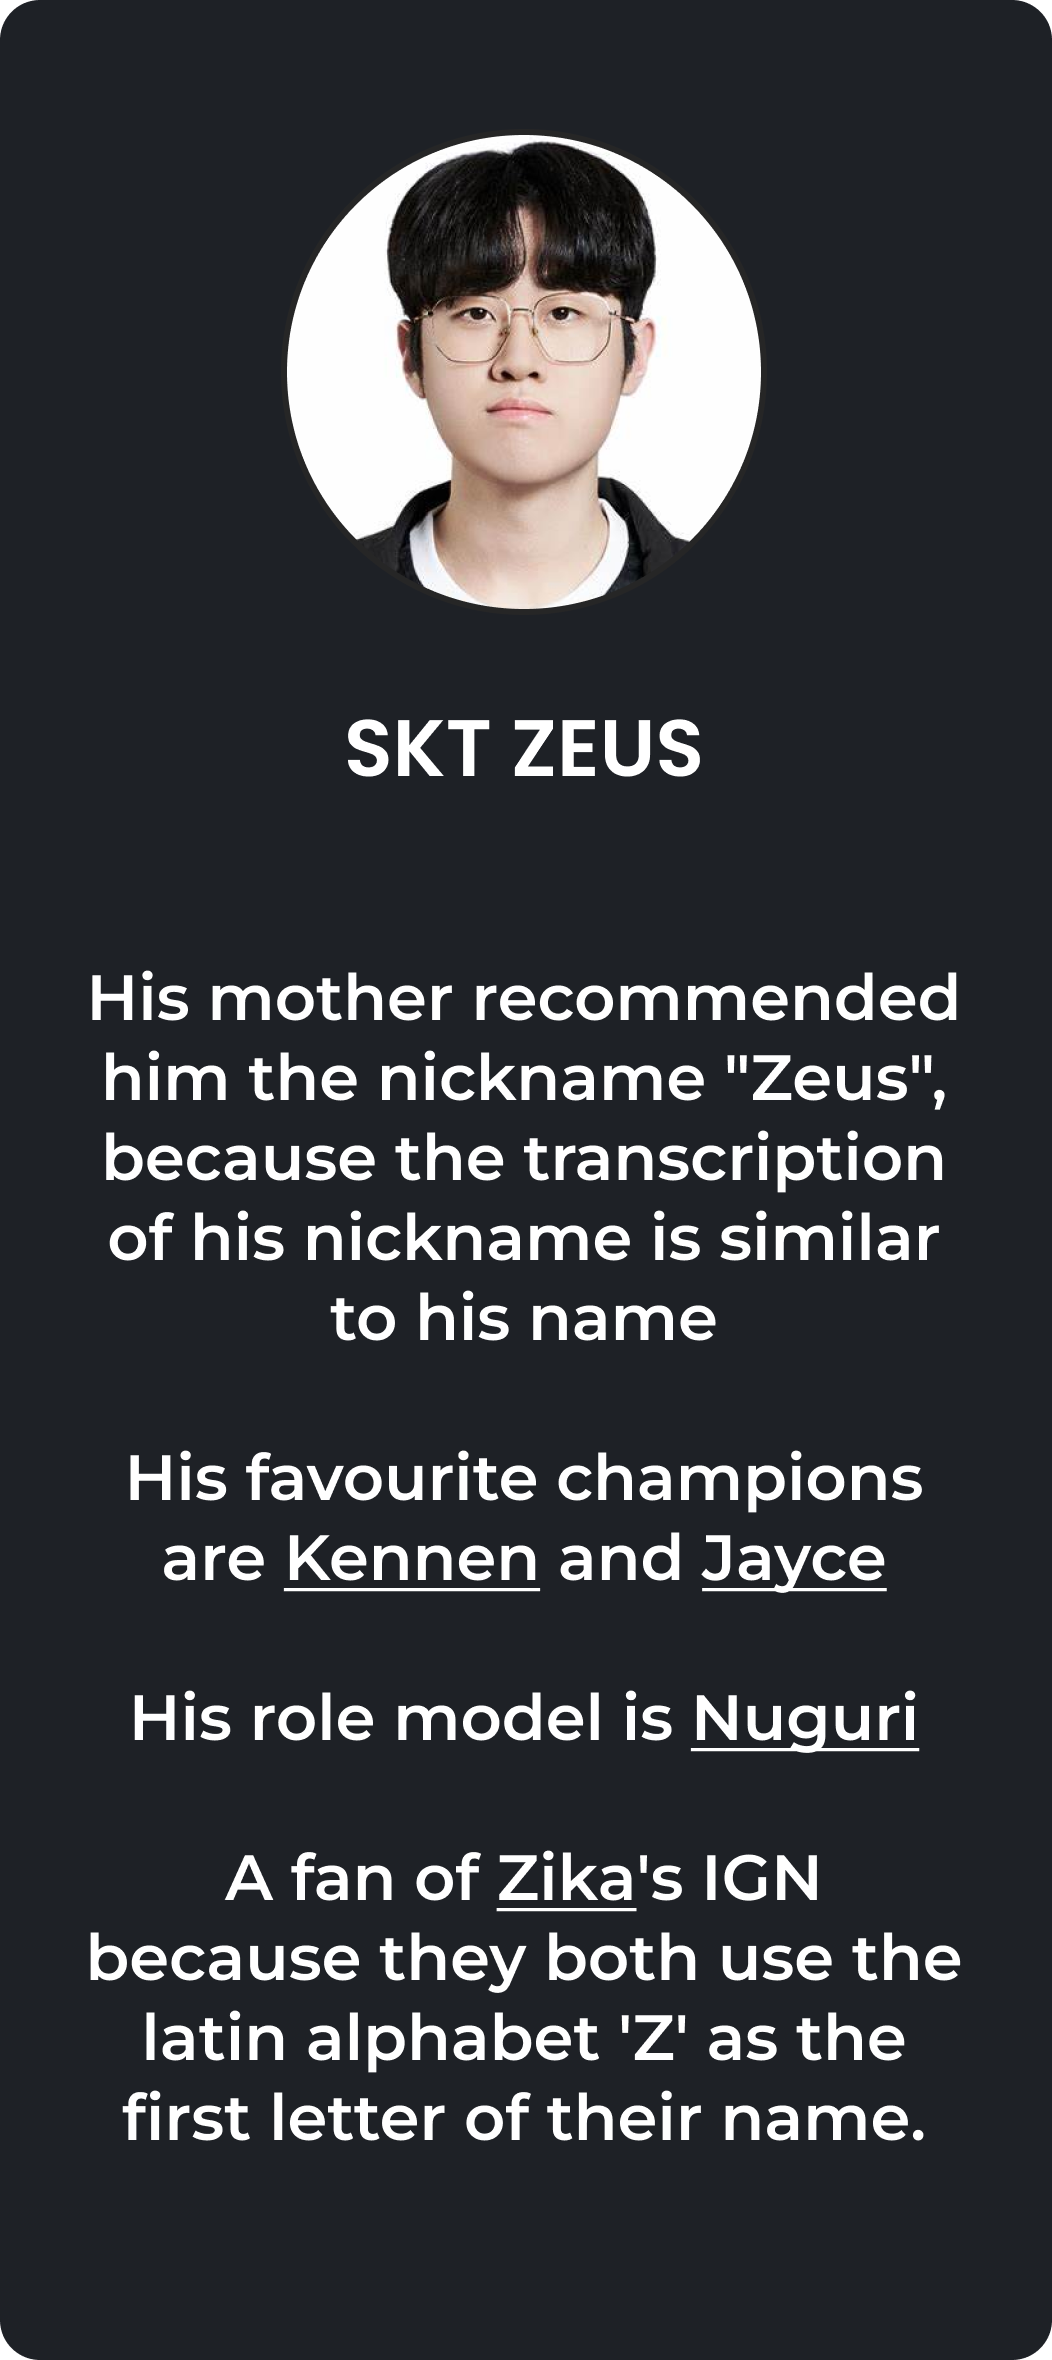 SKT ZEUS
His mother recommended
him the nickname "Zeus",
because the transcription
of his nickname is similar
to his name
His favourite champions
are Kennen and Jayce
His role model is Nuguri
A fan of Zika's IGN
because they both use the
latin alphabet 'Z' as the
first letter of their name.